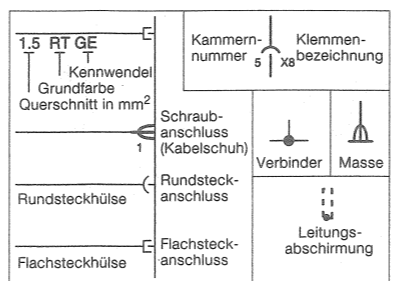 1.5 RT GE
Kennwendel
Grundfarbe
Querschnitt in mm²
Kammern-
nummer
5
X8
Klemmen-
bezeichnung
1
Schraub-
anschluss
(Kabelschuh)
Verbinder
Masse
Rundsteckhülse
Rundsteck-
anschluss
Leitungs-
abschirmung
Flachsteckhülse
Flachsteck-
anschluss